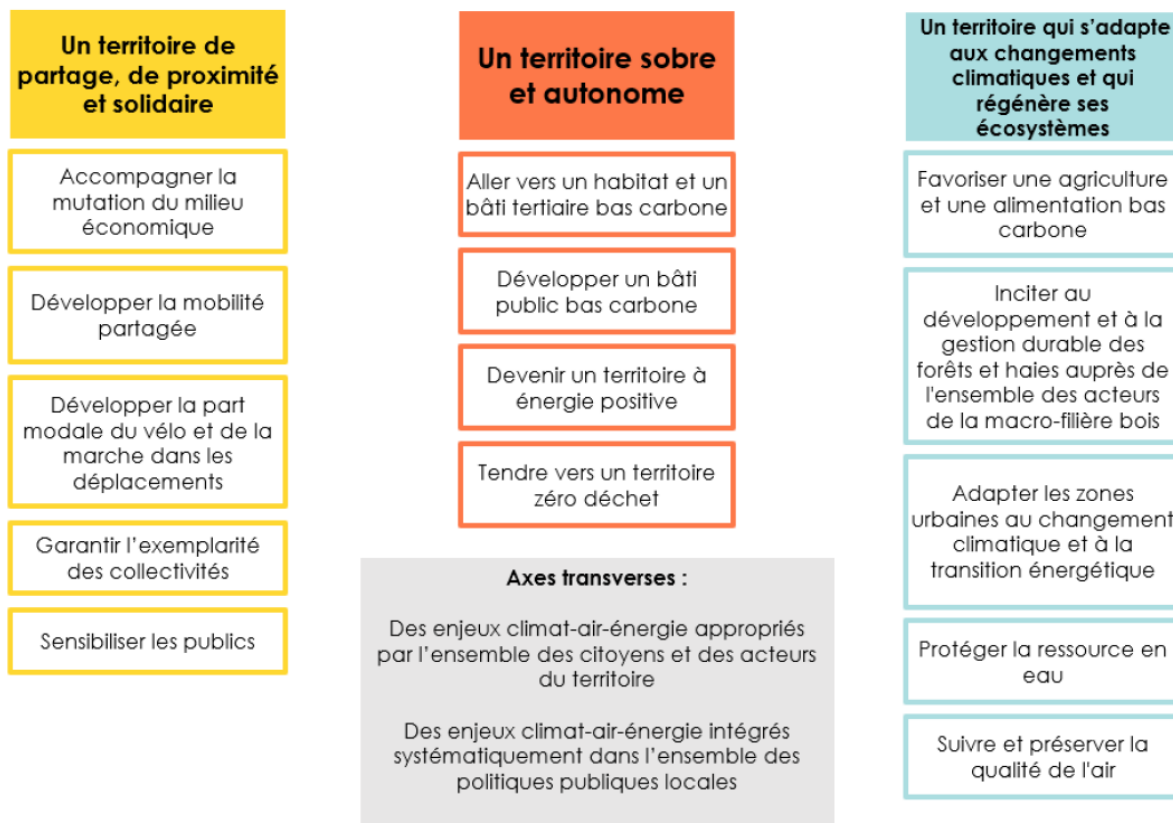 Un territoire de
partage, de proximité
et solidaire
Accompagner la
mutation du milieu
économique
Développer la mobilité
partagée
Développer la part
modale du vélo et de la
marche dans les
déplacements
Garantir l’exemplarité
des collectivités
Sensibiliser les publics
Un territoire sobre
et autonome
Aller vers un habitat et un
bâti tertiaire bas carbone
Développer un bâti
public bas carbone
Devenir un territoire à
énergie positive
Tendre vers un territoire
zéro déchet
Axes transverses :
Des enjeux climat-air-énergie appropriés
par l’ensemble des citoyens et des acteurs
du territoire
Des enjeux climat-air-énergie intégrés
systématiquement dans l’ensemble des
politiques publiques locales
Un territoire qui s’adapte
aux changements
climatiques et qui
régénère ses
écosystèmes
Favoriser une agriculture
et une alimentation bas
carbone
Inciter au
développement et à la
gestion durable des
forêts et haies auprès de
l'ensemble des acteurs
de la macro-filière bois
Adapter les zones
urbaines au changement
climatique et à la
transition énergétique
Protéger la ressource en
eau
Suivre et préserver la
qualité de l'air